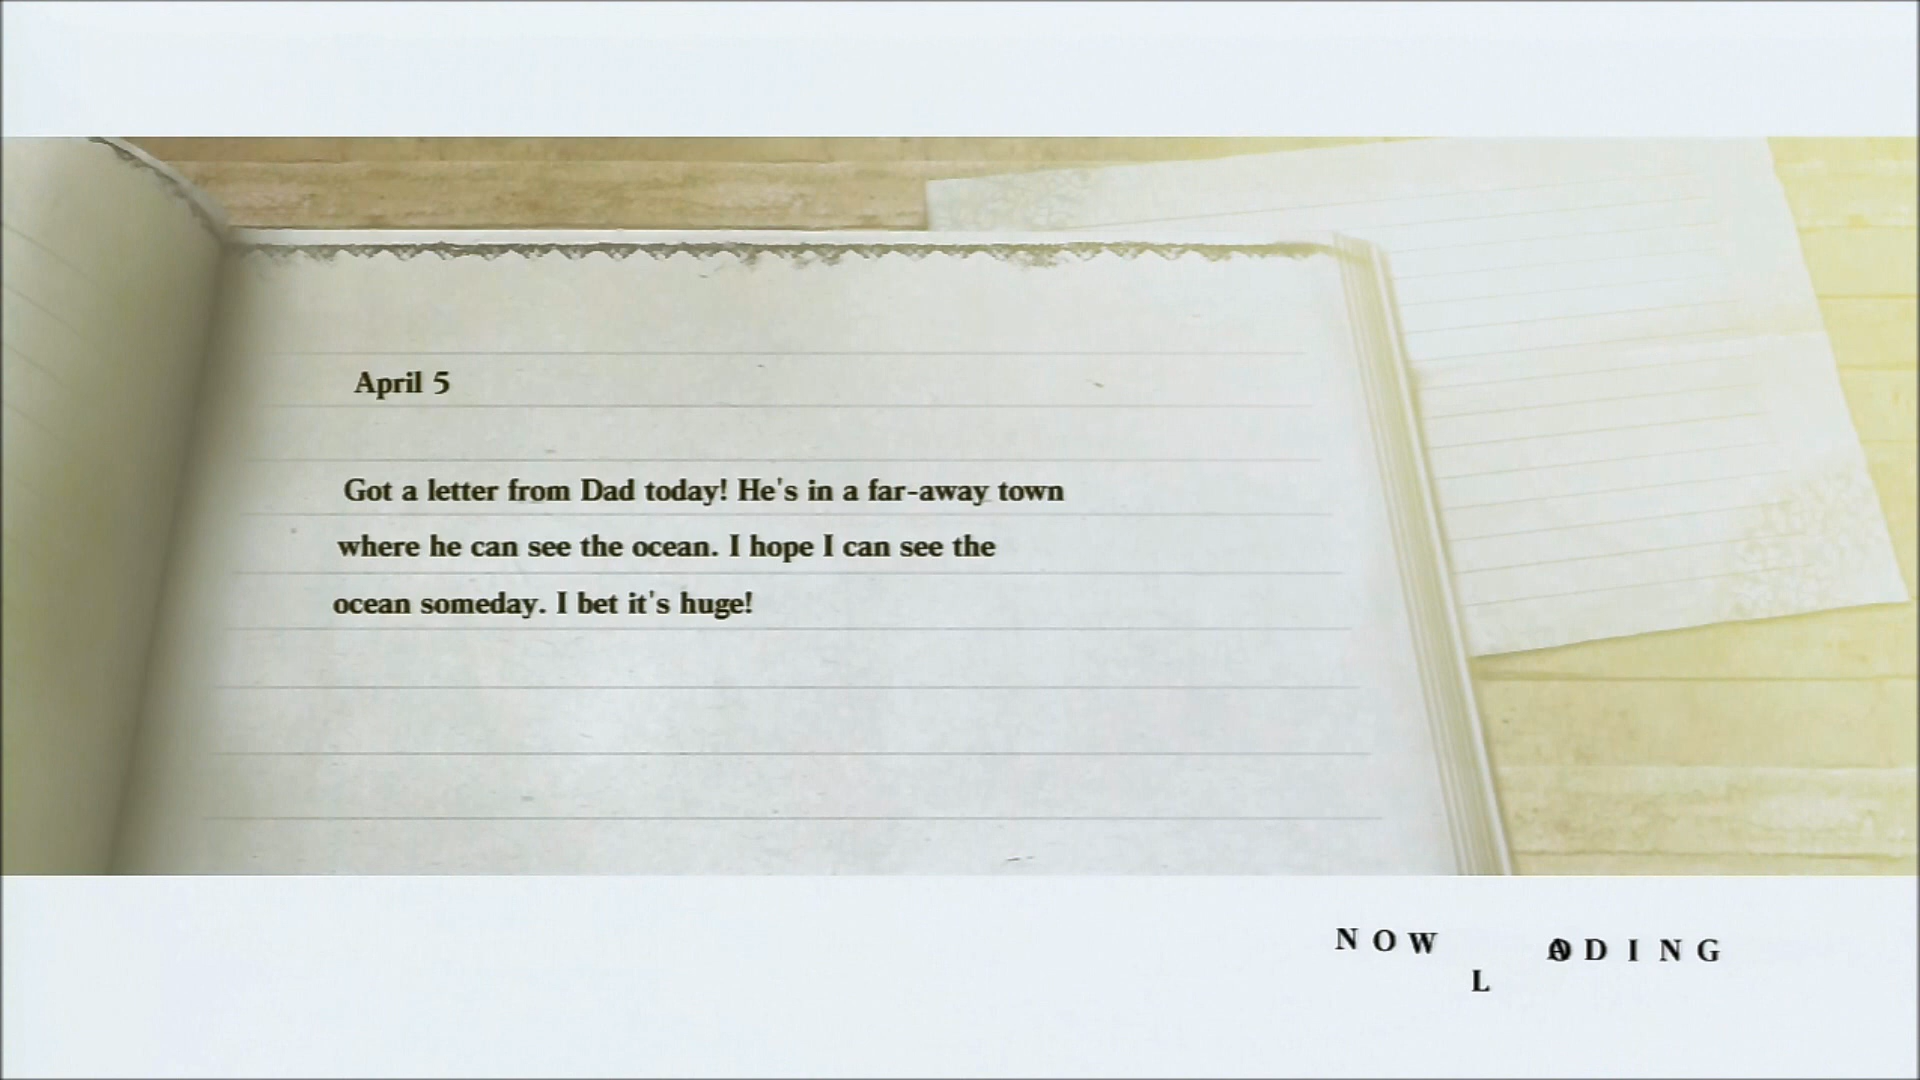 April 5
Got a letter from Dad today! He's in a far-away town
where he can see the ocean. I hope I can see the
ocean someday. I bet it's huge!
NOW LOADING